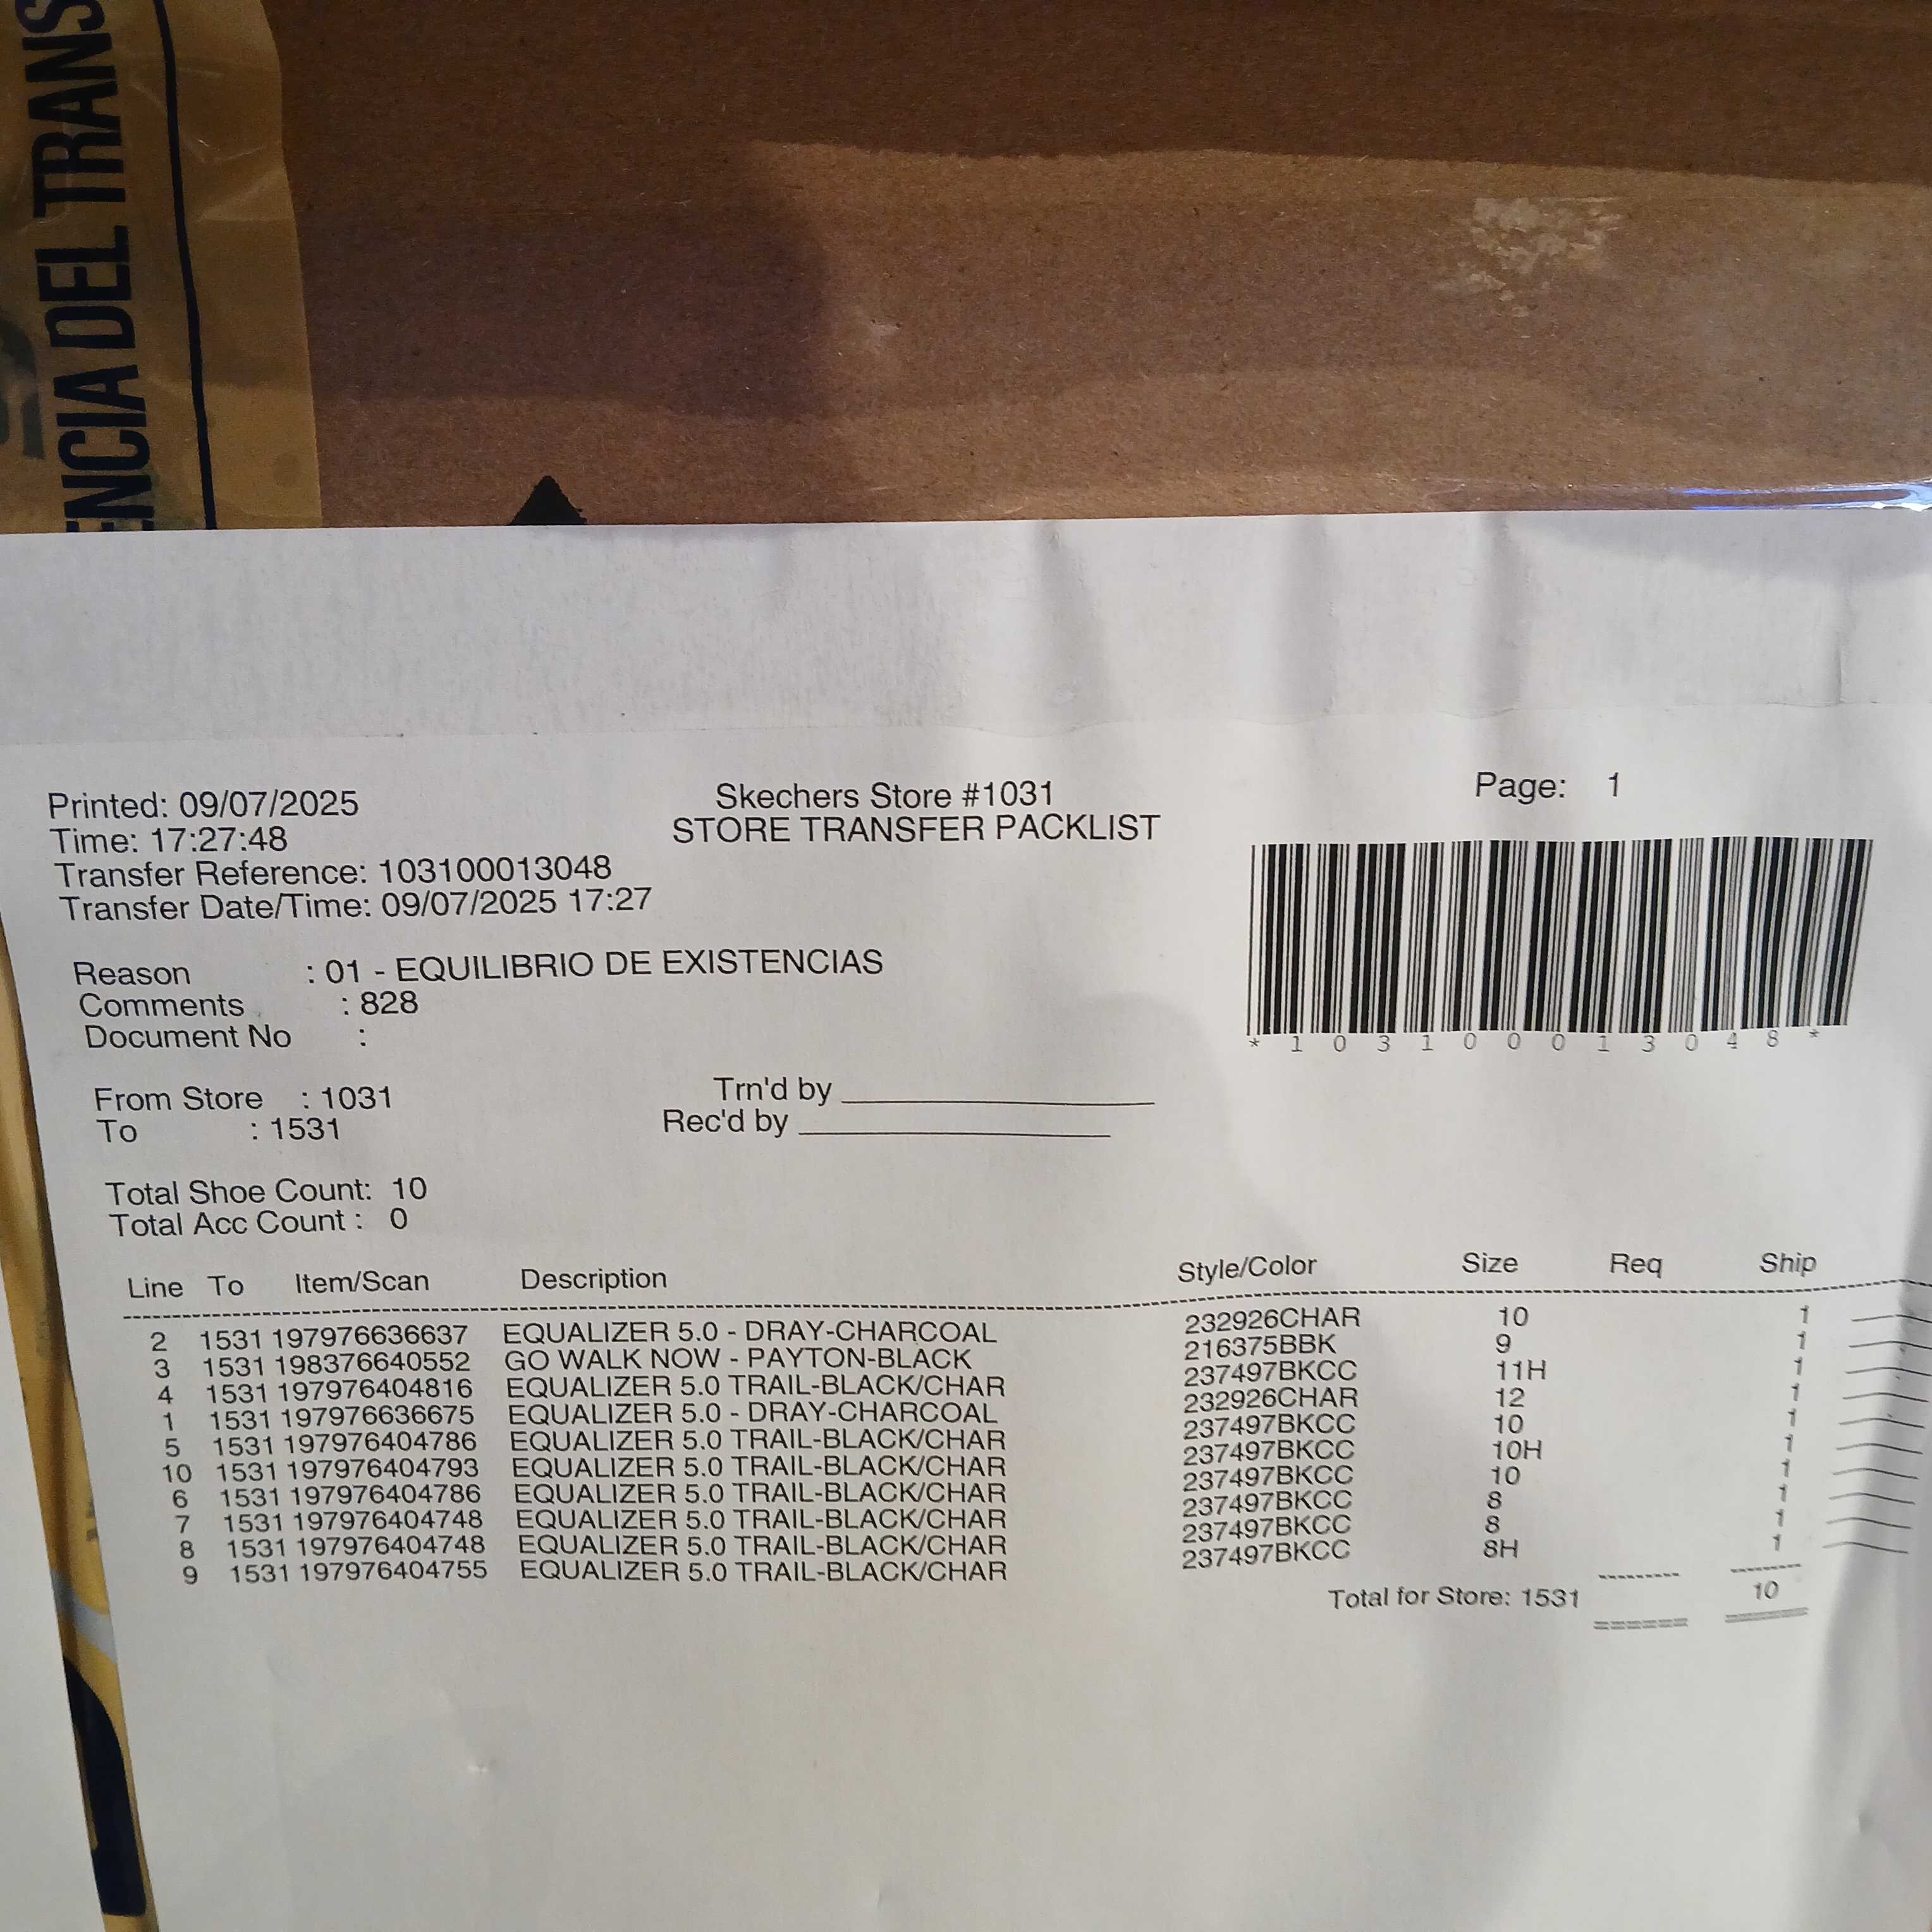 ENCIA DEL TRANS
Printed: 09/07/2025 Skechers Store #1031 Page: 1
Time: 17:27:48 STORE TRANSFER PACKLIST
Transfer Reference: 103100013048
Transfer Date/Time: 09/07/2025 17:27
Reason : 01 - EQUILIBRIO DE EXISTENCIAS
Comments : 828
Document No :
*103100013048*
From Store : 1031 Trn'd by
To : 1531 Rec'd by
Total Shoe Count: 10
Total Acc Count : 0
Line To Item/Scan Description Style/Color Size Req Ship
2 1531 197976636637 EQUALIZER 5.0 - DRAY-CHARCOAL 232926CHAR 10 1
3 1531 198376640552 GO WALK NOW - PAYTON-BLACK 216375BBK 9 1
4 1531 197976404816 EQUALIZER 5.0 TRAIL-BLACK/CHAR 237497BKCC 11H 1
1 1531 197976636675 EQUALIZER 5.0 - DRAY-CHARCOAL 232926CHAR 12 1
5 1531 197976404786 EQUALIZER 5.0 TRAIL-BLACK/CHAR 237497BKCC 10 1
10 1531 197976404793 EQUALIZER 5.0 TRAIL-BLACK/CHAR 237497BKCC 10H 1
6 1531 197976404786 EQUALIZER 5.0 TRAIL-BLACK/CHAR 237497BKCC 10 1
7 1531 197976404748 EQUALIZER 5.0 TRAIL-BLACK/CHAR 237497BKCC 8 1
8 1531 197976404748 EQUALIZER 5.0 TRAIL-BLACK/CHAR 237497BKCC 8 1
9 1531 197976404755 EQUALIZER 5.0 TRAIL-BLACK/CHAR 237497BKCC 8H 1
Total for Store: 1531 10